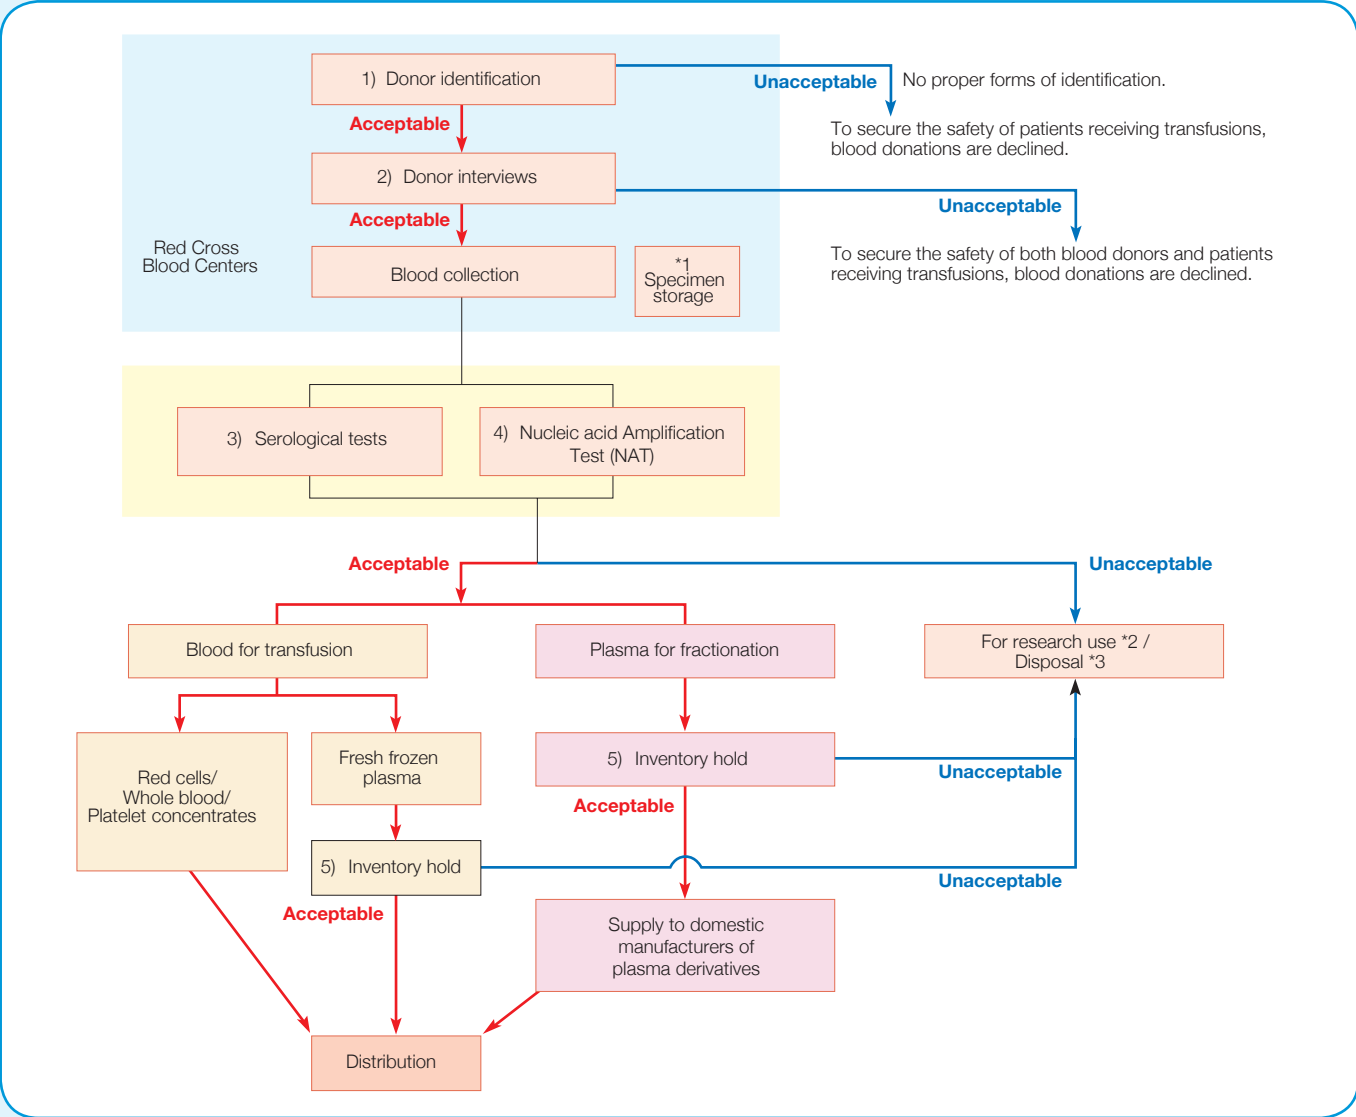 1) Donor identification
Unacceptable
No proper forms of identification.
Acceptable
To secure the safety of patients receiving transfusions,
blood donations are declined.
2) Donor interviews
Unacceptable
Acceptable
To secure the safety of both blood donors and patients
receiving transfusions, blood donations are declined.
Red Cross
Blood Centers
Blood collection
*1
Specimen
storage
3) Serological tests
4) Nucleic acid Amplification
Test (NAT)
Acceptable
Unacceptable
Blood for transfusion
Plasma for fractionation
For research use *2 /
Disposal *3
Red cells/
Whole blood/
Platelet concentrates
Fresh frozen
plasma
5) Inventory hold
Unacceptable
Acceptable
5) Inventory hold
Unacceptable
Acceptable
Supply to domestic
manufacturers of
plasma derivatives
Distribution